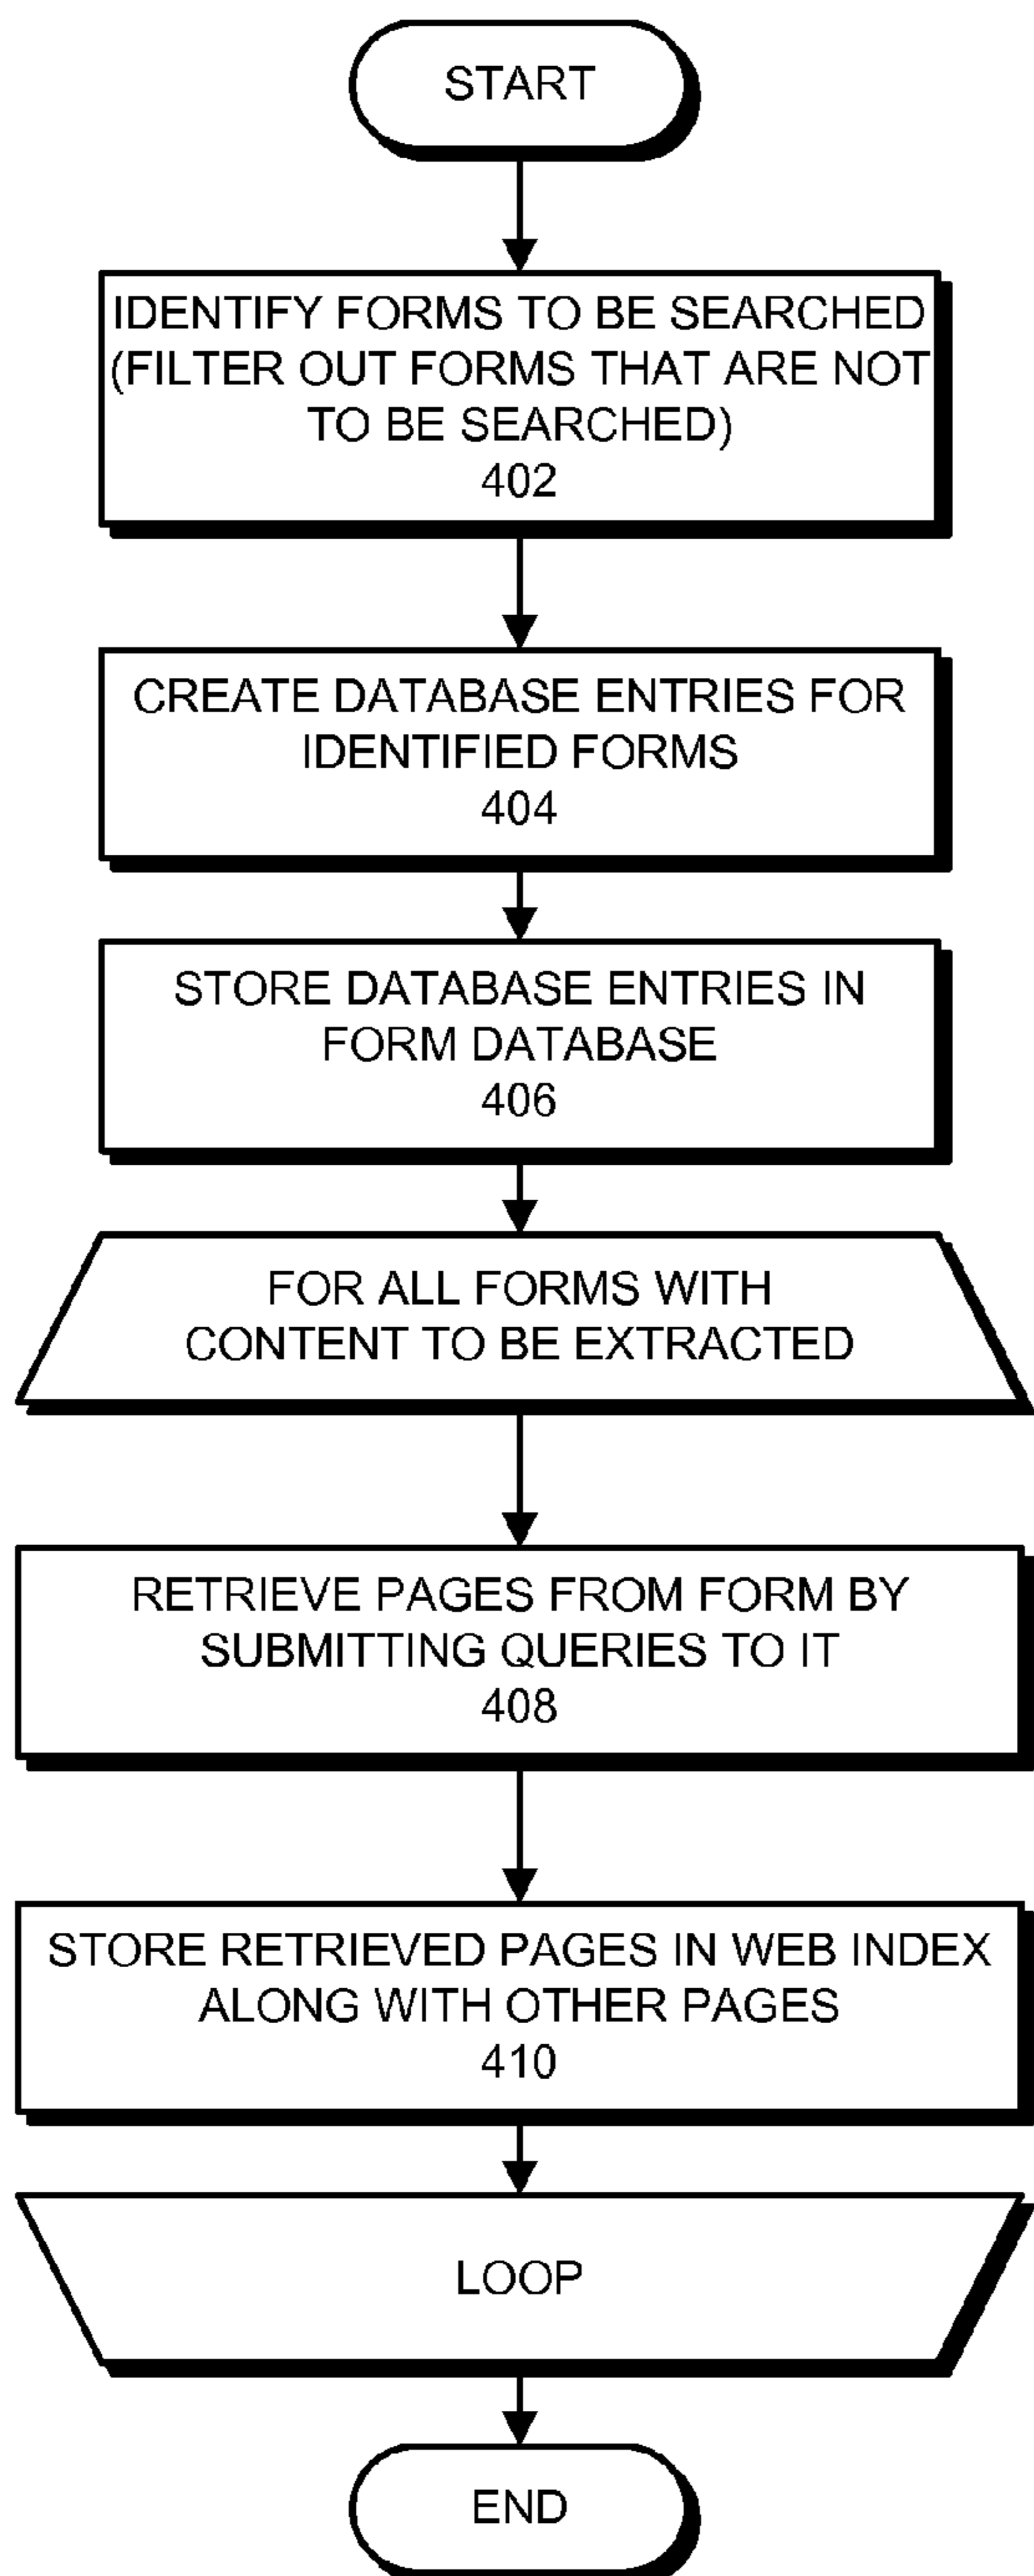 START
IDENTIFY FORMS TO BE SEARCHED
(FILTER OUT FORMS THAT ARE NOT
TO BE SEARCHED)
402
CREATE DATABASE ENTRIES FOR
IDENTIFIED FORMS
404
STORE DATABASE ENTRIES IN
FORM DATABASE
406
FOR ALL FORMS WITH
CONTENT TO BE EXTRACTED
RETRIEVE PAGES FROM FORM BY
SUBMITTING QUERIES TO IT
408
STORE RETRIEVED PAGES IN WEB INDEX
ALONG WITH OTHER PAGES
410
LOOP
END